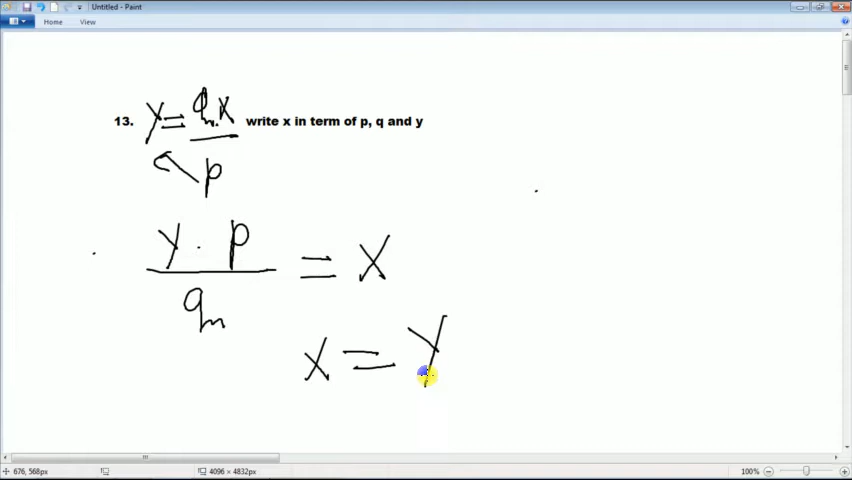 Untitled - Paint
Home View
13. y = qx / p write x in term of p, q and y
y · p / q = x
x = y
676, 568px 4096 × 4832px 100%